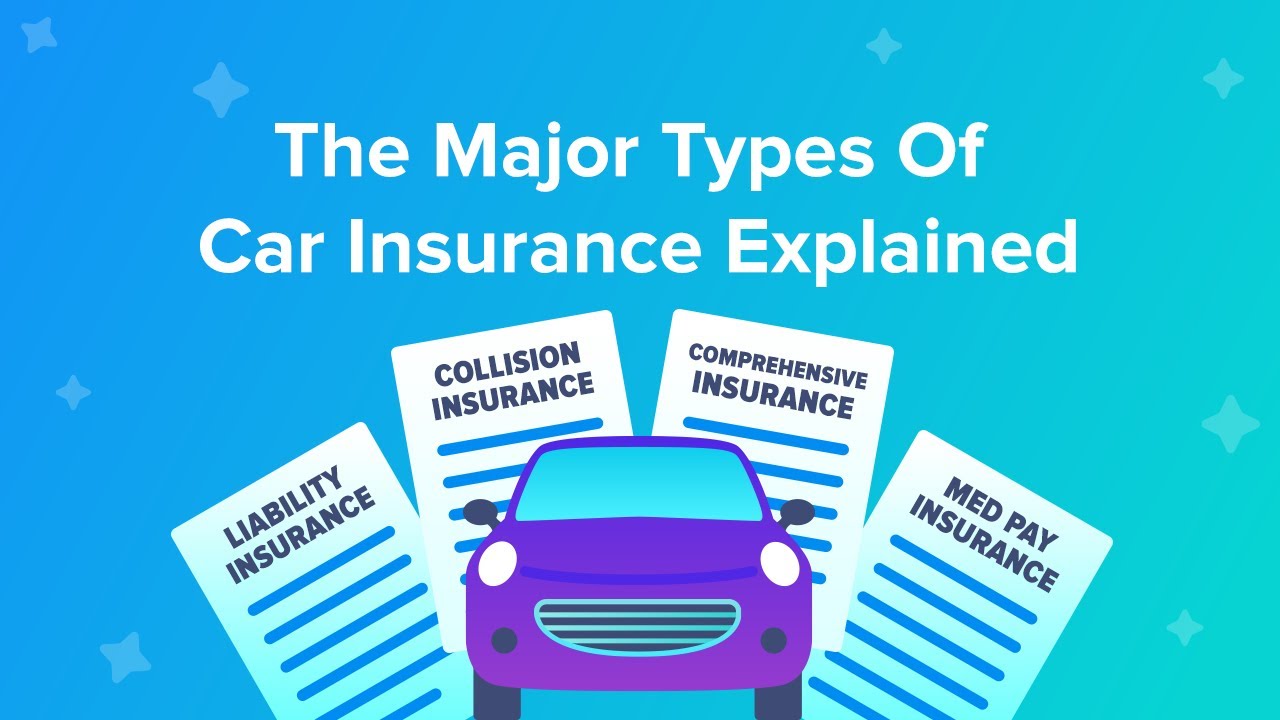 The Major Types Of
Car Insurance Explained
LIABILITY
INSURANCE
COLLISION
INSURANCE
COMPREHENSIVE
INSURANCE
MED PAY
INSURANCE